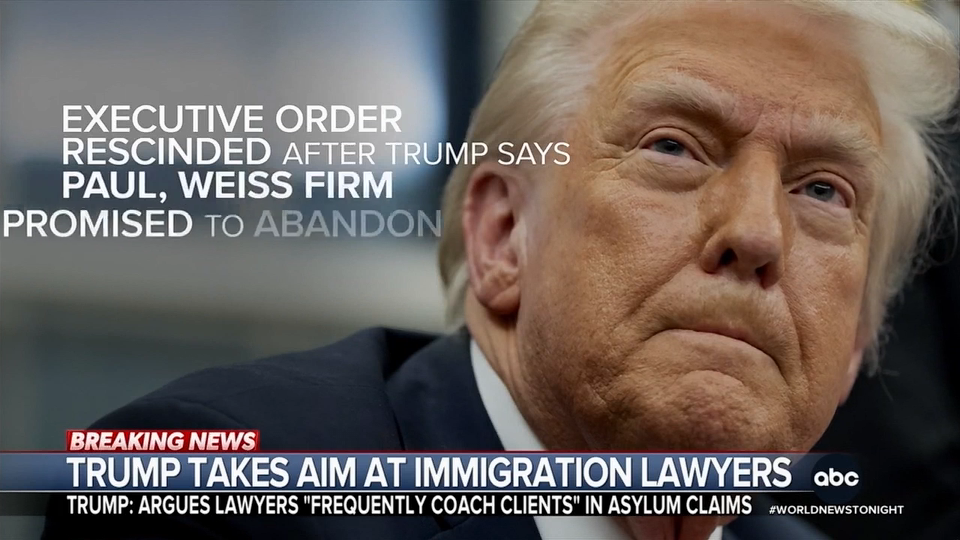 EXECUTIVE ORDER
RESCINDED AFTER TRUMP SAYS
PAUL, WEISS FIRM
PROMISED TO ABANDON
BREAKING NEWS
TRUMP TAKES AIM AT IMMIGRATION LAWYERS
abc
TRUMP: ARGUES LAWYERS "FREQUENTLY COACH CLIENTS" IN ASYLUM CLAIMS
#WORLDNEWSTONIGHT